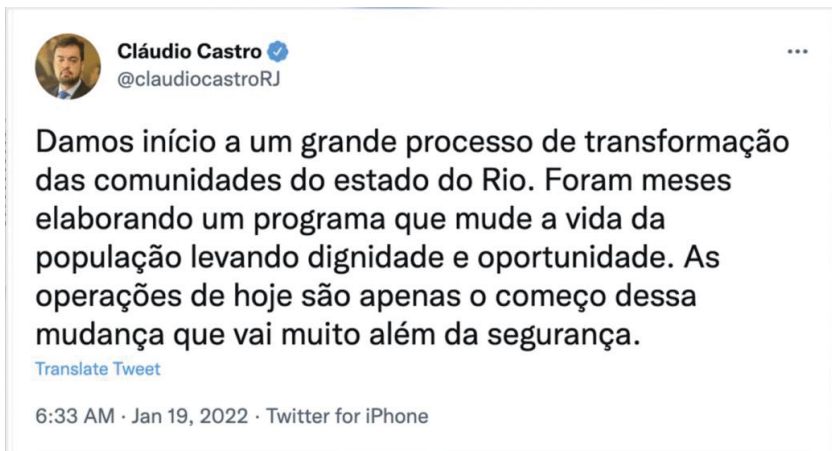 Cláudio Castro
@claudiocastroRJ
Damos início a um grande processo de transformação
das comunidades do estado do Rio. Foram meses
elaborando um programa que mude a vida da
população levando dignidade e oportunidade. As
operações de hoje são apenas o começo dessa
mudança que vai muito além da segurança.
Translate Tweet
6:33 AM · Jan 19, 2022 · Twitter for iPhone